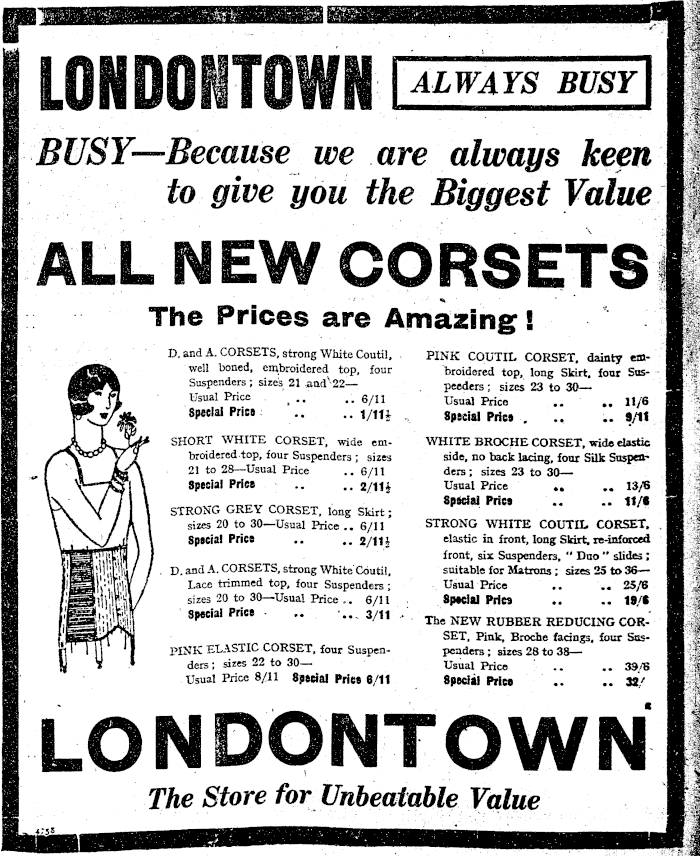 LONDONTOWN
ALWAYS BUSY
BUSY—Because we are always keen
to give you the Biggest Value
ALL NEW CORSETS
The Prices are Amazing!
D. and A. CORSETS, strong White Coutil,
well boned, embroidered top, four
Suspenders; sizes 21 and 22—
Usual Price .. .. 6/11
Special Price .. .. 1/11½
SHORT WHITE CORSET, wide em-
broidered top, four Suspenders; sizes
21 to 28—Usual Price .. 6/11
Special Price .. .. 2/11½
STRONG GREY CORSET, long Skirt;
sizes 20 to 30—Usual Price .. 6/11
Special Price .. .. 2/11½
D. and A. CORSETS, strong White Coutil,
Lace trimmed top, four Suspenders;
sizes 20 to 30—Usual Price .. 6/11
Special Price .. .. 3/11
PINK ELASTIC CORSET, four Suspen-
ders; sizes 22 to 30—
Usual Price 8/11 Special Price 6/11
PINK COUTIL CORSET, dainty em-
broidered top, long Skirt, four Sus-
peeders; sizes 23 to 30—
Usual Price .. .. 11/6
Special Price .. .. 9/11
WHITE BROCHE CORSET, wide elastic
side, no back lacing, four Silk Suspen-
ders; sizes 23 to 30—
Usual Price .. .. 13/6
Special Price .. .. 11/6
STRONG WHITE COUTIL CORSET,
elastic in front, long Skirt, re-inforced
front, six Suspenders, "Duo" slides;
suitable for Matrons; sizes 25 to 36—
Usual Price .. .. 25/6
Special Price .. .. 19/6
The NEW RUBBER REDUCING COR-
SET, Pink, Broche facings, four Sus-
penders; sizes 28 to 38—
Usual Price .. .. 39/6
Special Price .. .. 32/
LONDONTOWN
The Store for Unbeatable Value